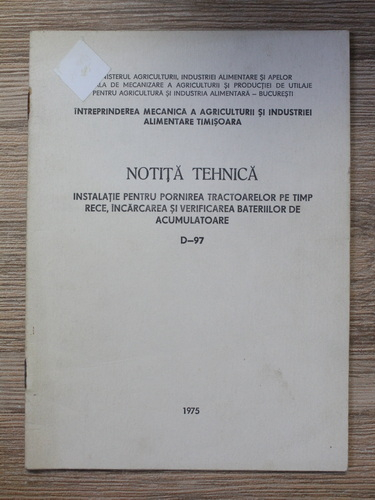 MINISTERUL AGRICULTURII, INDUSTRIEI ALIMENTARE ȘI APELOR
DE MECANIZARE A AGRICULTURII ȘI PRODUCȚIEI DE UTILAJE
PENTRU AGRICULTURĂ ȘI INDUSTRIA ALIMENTARĂ – BUCUREȘTI
ÎNTREPRINDEREA MECANICĂ A AGRICULTURII ȘI INDUSTRIEI
ALIMENTARE TIMIȘOARA
NOTIȚĂ TEHNICĂ
INSTALAȚIE PENTRU PORNIREA TRACTOARELOR PE TIMP
RECE, ÎNCĂRCAREA ȘI VERIFICAREA BATERIILOR DE
ACUMULATOARE
D–97
1975